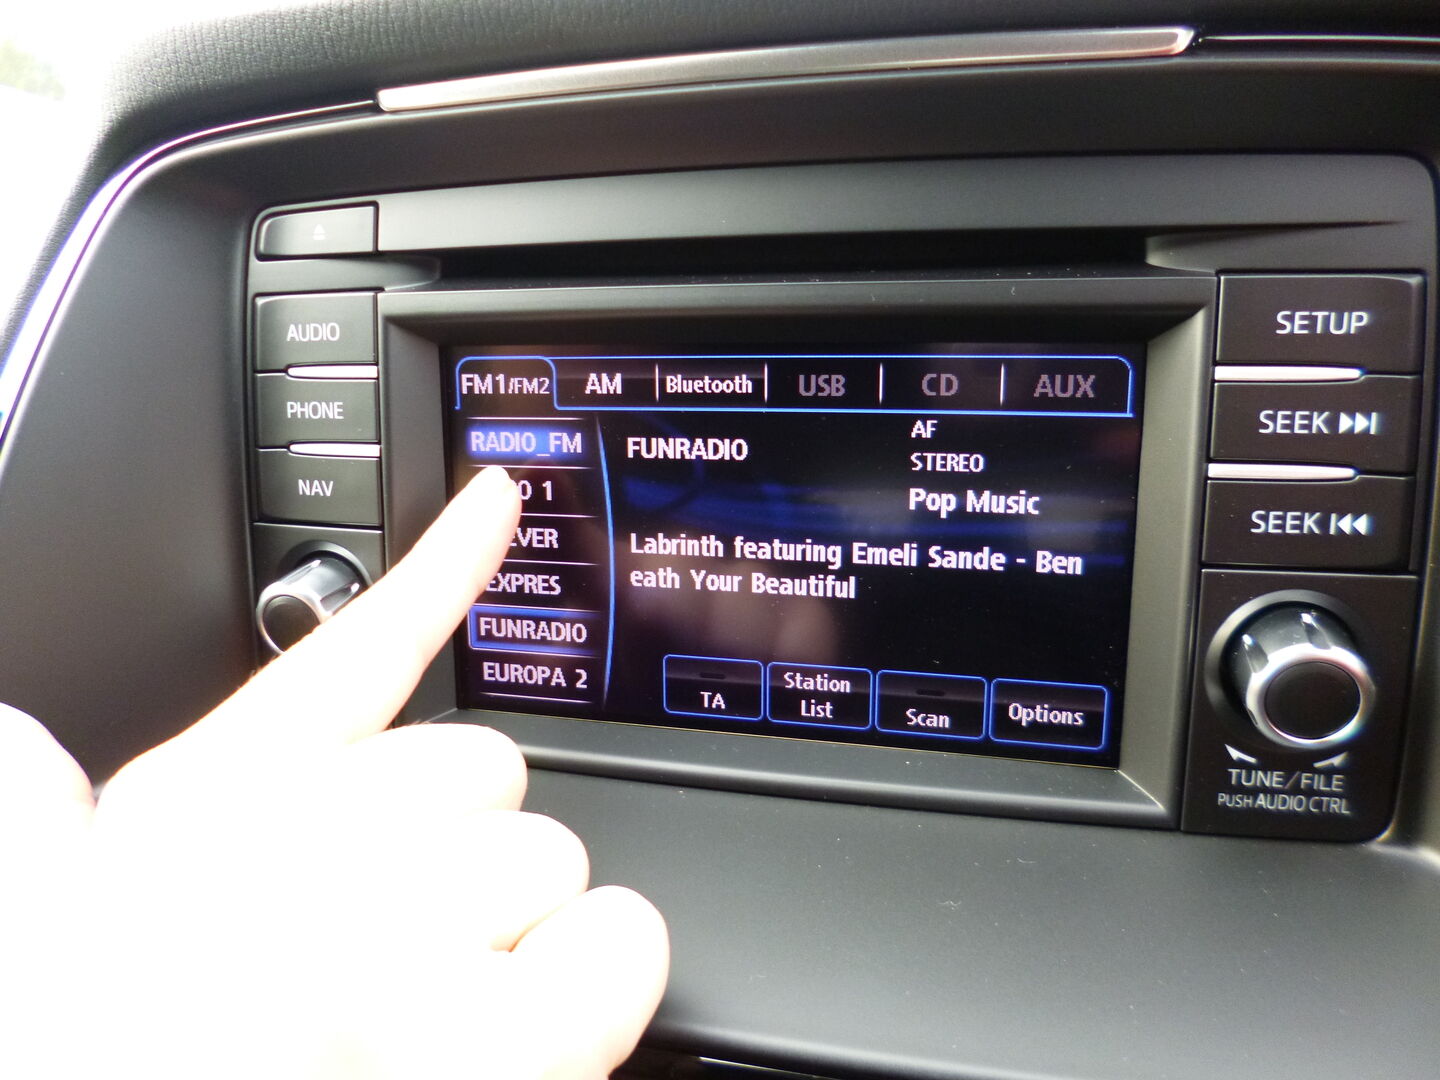 AUDIO
PHONE
NAV
FM1/FM2
AM
Bluetooth
USB
CD
AUX
RADIO_FM
1
EXPRES
FUNRADIO
EUROPA 2
FUNRADIO
AF
STEREO
Pop Music
Labrinth featuring Emeli Sande - Ben
eath Your Beautiful
TA
Station
List
Scan
Options
SETUP
SEEK
SEEK
TUNE/FILE
PUSH AUDIO CTRL